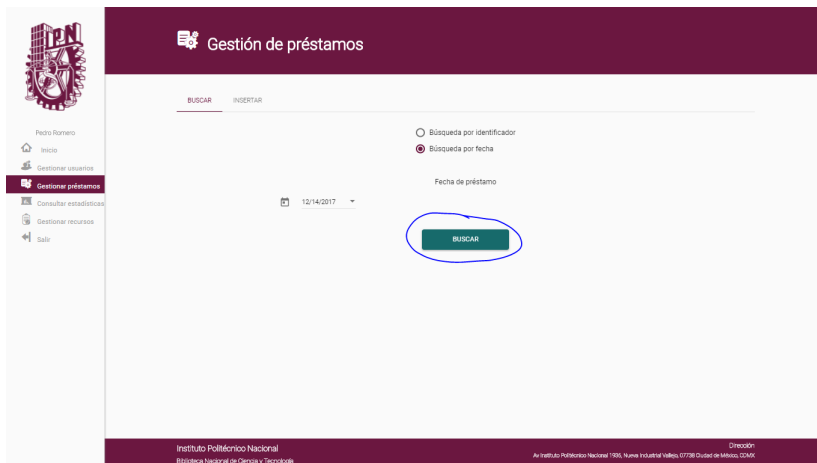 IPN
Gestión de préstamos
BUSCAR INSERTAR
Pedro Romero
Inicio
Gestionar usuarios
Gestionar préstamos
Consultar estadísticas
Gestionar recursos
Salir
Búsqueda por identificador
Búsqueda por fecha
Fecha de préstamo
12/14/2017
BUSCAR
Instituto Politécnico Nacional
Biblioteca Nacional de Ciencia y Tecnología
Dirección
Av Instituto Politécnico Nacional 1936, Nueva Industrial Vallejo, 07738 Ciudad de México, CDMX